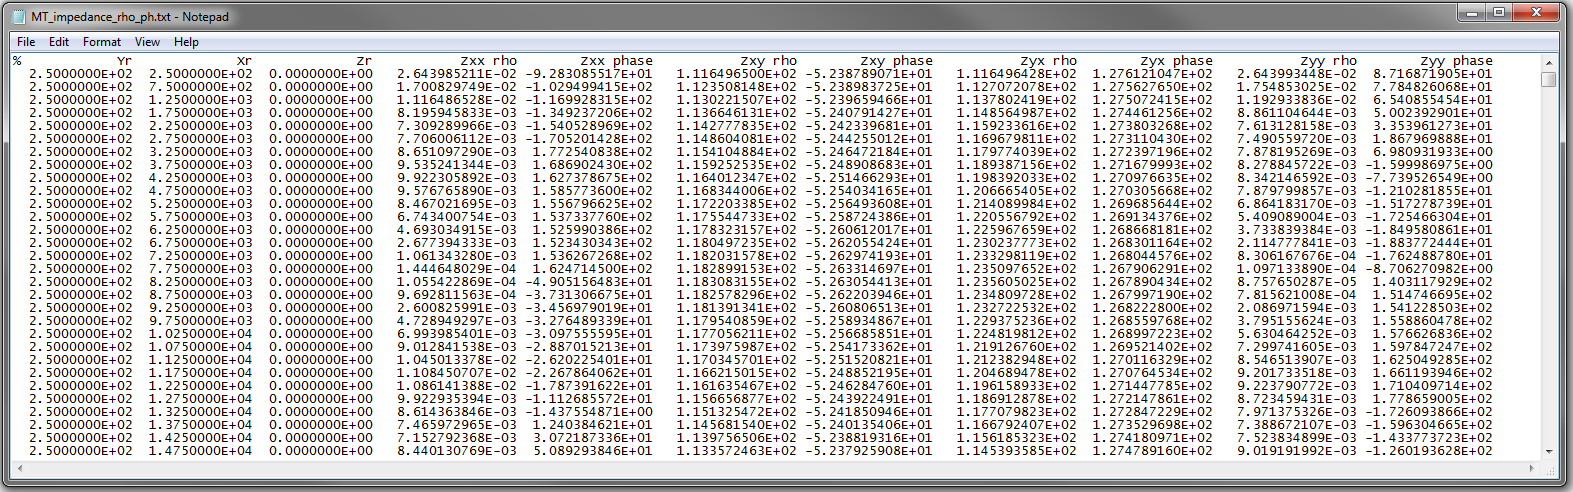 MT_impedance_rho_ph.txt - Notepad
File Edit Format View Help
% Yr Xr Zr Zxx rho Zxx phase Zxy rho Zxy phase Zyx rho Zyx phase Zyy rho Zyy phase
2.5000000E+02 2.5000000E+02 0.0000000E+00 2.643985211E-02 -9.283085517E+01 1.116496500E+02 -5.238789071E+01 1.116496428E+02 1.276121047E+02 2.643993448E-02 8.716871905E+01
2.5000000E+02 7.5000000E+02 0.0000000E+00 1.700829749E-02 -1.029499415E+02 1.123508148E+02 -5.238983725E+01 1.127072078E+02 1.275627650E+02 1.754853025E-02 7.784826068E+01
2.5000000E+02 1.2500000E+03 0.0000000E+00 1.116486528E-02 -1.169928315E+02 1.130221507E+02 -5.239659466E+01 1.137802419E+02 1.275072415E+02 1.192933836E-02 6.540855454E+01
2.5000000E+02 1.7500000E+03 0.0000000E+00 8.195945833E-03 -1.349237206E+02 1.136646131E+02 -5.240791427E+01 1.148564987E+02 1.274461256E+02 8.861104644E-03 5.002392901E+01
2.5000000E+02 2.2500000E+03 0.0000000E+00 7.309289966E-03 -1.540528969E+02 1.142777835E+02 -5.242339681E+01 1.159233616E+02 1.273803268E+02 7.613128158E-03 3.353961273E+01
2.5000000E+02 2.7500000E+03 0.0000000E+00 7.706006112E-03 -1.705201428E+02 1.148604081E+02 -5.244255012E+01 1.169679811E+02 1.273110430E+02 7.490559720E-03 1.867969888E+01
2.5000000E+02 3.2500000E+03 0.0000000E+00 8.651097290E-03 1.772540838E+02 1.154104884E+02 -5.246472184E+01 1.179774039E+02 1.272397196E+02 7.878195269E-03 6.980931933E+00
2.5000000E+02 3.7500000E+03 0.0000000E+00 9.535241344E-03 1.686902430E+02 1.159252535E+02 -5.248908683E+01 1.189387156E+02 1.271679993E+02 8.278845722E-03 -1.599986975E+00
2.5000000E+02 4.2500000E+03 0.0000000E+00 9.922305892E-03 1.627378675E+02 1.164012347E+02 -5.251466293E+01 1.198392033E+02 1.270976635E+02 8.342146592E-03 -7.739526549E+00
2.5000000E+02 4.7500000E+03 0.0000000E+00 9.576765890E-03 1.585773600E+02 1.168344006E+02 -5.254034165E+01 1.206665405E+02 1.270305668E+02 7.879799857E-03 -1.210281855E+01
2.5000000E+02 5.2500000E+03 0.0000000E+00 8.467021695E-03 1.556796625E+02 1.172203385E+02 -5.256493608E+01 1.214089984E+02 1.269685644E+02 6.864183170E-03 -1.517278739E+01
2.5000000E+02 5.7500000E+03 0.0000000E+00 6.743400754E-03 1.537337760E+02 1.175544733E+02 -5.258724386E+01 1.220556792E+02 1.269134376E+02 5.409089004E-03 -1.725466304E+01
2.5000000E+02 6.2500000E+03 0.0000000E+00 4.693034915E-03 1.525990386E+02 1.178323157E+02 -5.260612017E+01 1.225967659E+02 1.268668181E+02 3.733839384E-03 -1.849580861E+01
2.5000000E+02 6.7500000E+03 0.0000000E+00 2.677394333E-03 1.523430343E+02 1.180497235E+02 -5.262055424E+01 1.230237773E+02 1.268301164E+02 2.114777841E-03 -1.883772444E+01
2.5000000E+02 7.2500000E+03 0.0000000E+00 1.061343280E-03 1.536267268E+02 1.182031578E+02 -5.262974193E+01 1.233298119E+02 1.268044576E+02 8.306167676E-04 -1.762488780E+01
2.5000000E+02 7.7500000E+03 0.0000000E+00 1.444648029E-04 1.624714500E+02 1.182899153E+02 -5.263314697E+01 1.235097652E+02 1.267906291E+02 1.097133890E-04 -8.706270982E+00
2.5000000E+02 8.2500000E+03 0.0000000E+00 1.055422869E-04 -4.905156483E+01 1.183083155E+02 -5.263054413E+01 1.235605025E+02 1.267890434E+02 8.757650287E-05 1.403117929E+02
2.5000000E+02 8.7500000E+03 0.0000000E+00 9.692811563E-04 -3.731306675E+01 1.182578296E+02 -5.262203946E+01 1.234809728E+02 1.267997190E+02 7.815621008E-04 1.514746695E+02
2.5000000E+02 9.2500000E+03 0.0000000E+00 2.600825991E-03 -3.456979019E+01 1.181391341E+02 -5.260806513E+01 1.232722532E+02 1.268222800E+02 2.086971594E-03 1.541228503E+02
2.5000000E+02 9.7500000E+03 0.0000000E+00 4.728949297E-03 -3.276489339E+01 1.179540859E+02 -5.258934867E+01 1.229375236E+02 1.268559768E+02 3.795155624E-03 1.558860478E+02
2.5000000E+02 1.0250000E+04 0.0000000E+00 6.993985401E-03 -3.097555595E+01 1.177056211E+02 -5.256685851E+01 1.224819812E+02 1.268997223E+02 5.630464252E-03 1.576626836E+02
2.5000000E+02 1.0750000E+04 0.0000000E+00 9.012841538E-03 -2.887015213E+01 1.173975987E+02 -5.254173362E+01 1.219126760E+02 1.269521402E+02 7.299741605E-03 1.597847247E+02
2.5000000E+02 1.1250000E+04 0.0000000E+00 1.045013378E-02 -2.620225401E+01 1.170345701E+02 -5.251520821E+01 1.212382948E+02 1.270116329E+02 8.546513907E-03 1.625049285E+02
2.5000000E+02 1.1750000E+04 0.0000000E+00 1.108450707E-02 -2.267864062E+01 1.166215015E+02 -5.248852195E+01 1.204689478E+02 1.270764534E+02 9.201733518E-03 1.661193946E+02
2.5000000E+02 1.2250000E+04 0.0000000E+00 1.086141388E-02 -1.787391622E+01 1.161635467E+02 -5.246284760E+01 1.196158933E+02 1.271447785E+02 9.223790772E-03 1.710409714E+02
2.5000000E+02 1.2750000E+04 0.0000000E+00 9.922935394E-03 -1.112685572E+01 1.156656877E+02 -5.243922491E+01 1.186912878E+02 1.272147861E+02 8.723459431E-03 1.778659005E+02
2.5000000E+02 1.3250000E+04 0.0000000E+00 8.614363846E-03 -1.437554871E+00 1.151325472E+02 -5.241850946E+01 1.177079823E+02 1.272847229E+02 7.971375326E-03 -1.726093866E+02
2.5000000E+02 1.3750000E+04 0.0000000E+00 7.465972965E-03 1.240384621E+01 1.145681540E+02 -5.240135406E+01 1.166792407E+02 1.273529698E+02 7.388672107E-03 -1.596304665E+02
2.5000000E+02 1.4250000E+04 0.0000000E+00 7.152792368E-03 3.072187336E+01 1.139756506E+02 -5.238819316E+01 1.156185323E+02 1.274180971E+02 7.523834899E-03 -1.433773723E+02
2.5000000E+02 1.4750000E+04 0.0000000E+00 8.440130769E-03 5.089293846E+01 1.133572463E+02 -5.237925908E+01 1.145393585E+02 1.274789160E+02 9.019191992E-03 -1.260193628E+02